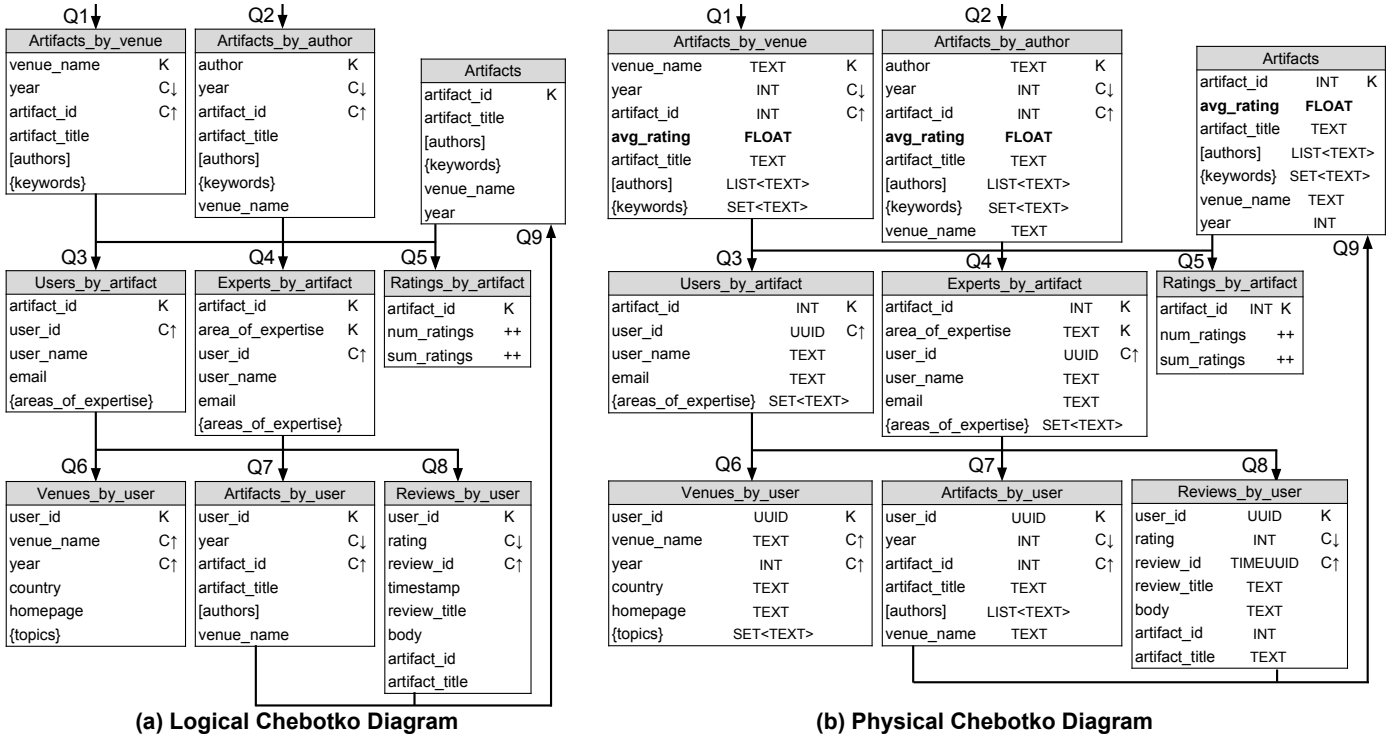 Q1
Q2
Artifacts_by_venue
venue_name K
year C↓
artifact_id C↑
artifact_title
[authors]
{keywords}
Artifacts_by_author
author K
year C↓
artifact_id C↑
artifact_title
[authors]
{keywords}
venue_name
Artifacts
artifact_id K
artifact_title
[authors]
{keywords}
venue_name
year
Q3
Q4
Q5
Q9
Users_by_artifact
artifact_id K
user_id C↑
user_name
email
{areas_of_expertise}
Experts_by_artifact
artifact_id K
area_of_expertise K
user_id C↑
user_name
email
{areas_of_expertise}
Ratings_by_artifact
artifact_id K
num_ratings ++
sum_ratings ++
Q6
Q7
Q8
Venues_by_user
user_id K
venue_name C↑
year C↑
country
homepage
{topics}
Artifacts_by_user
user_id K
year C↓
artifact_id C↑
artifact_title
[authors]
venue_name
Reviews_by_user
user_id K
rating C↓
review_id C↑
timestamp
review_title
body
artifact_id
artifact_title
(a) Logical Chebotko Diagram
Q1
Q2
Artifacts_by_venue
venue_name TEXT K
year INT C↓
artifact_id INT C↑
avg_rating FLOAT
artifact_title TEXT
[authors] LIST<TEXT>
{keywords} SET<TEXT>
Artifacts_by_author
author TEXT K
year INT C↓
artifact_id INT C↑
avg_rating FLOAT
artifact_title TEXT
[authors] LIST<TEXT>
{keywords} SET<TEXT>
venue_name TEXT
Artifacts
artifact_id INT K
avg_rating FLOAT
artifact_title TEXT
[authors] LIST<TEXT>
{keywords} SET<TEXT>
venue_name TEXT
year INT
Q3
Q4
Q5
Q9
Users_by_artifact
artifact_id INT K
user_id UUID C↑
user_name TEXT
email TEXT
{areas_of_expertise} SET<TEXT>
Experts_by_artifact
artifact_id INT K
area_of_expertise TEXT K
user_id UUID C↑
user_name TEXT
email TEXT
{areas_of_expertise} SET<TEXT>
Ratings_by_artifact
artifact_id INT K
num_ratings ++
sum_ratings ++
Q6
Q7
Q8
Venues_by_user
user_id UUID K
venue_name TEXT C↑
year INT C↑
country TEXT
homepage TEXT
{topics} SET<TEXT>
Artifacts_by_user
user_id UUID K
year INT C↓
artifact_id INT C↑
artifact_title TEXT
[authors] LIST<TEXT>
venue_name TEXT
Reviews_by_user
user_id UUID K
rating INT C↓
review_id TIMEUUID C↑
review_title TEXT
body TEXT
artifact_id INT
artifact_title TEXT
(b) Physical Chebotko Diagram